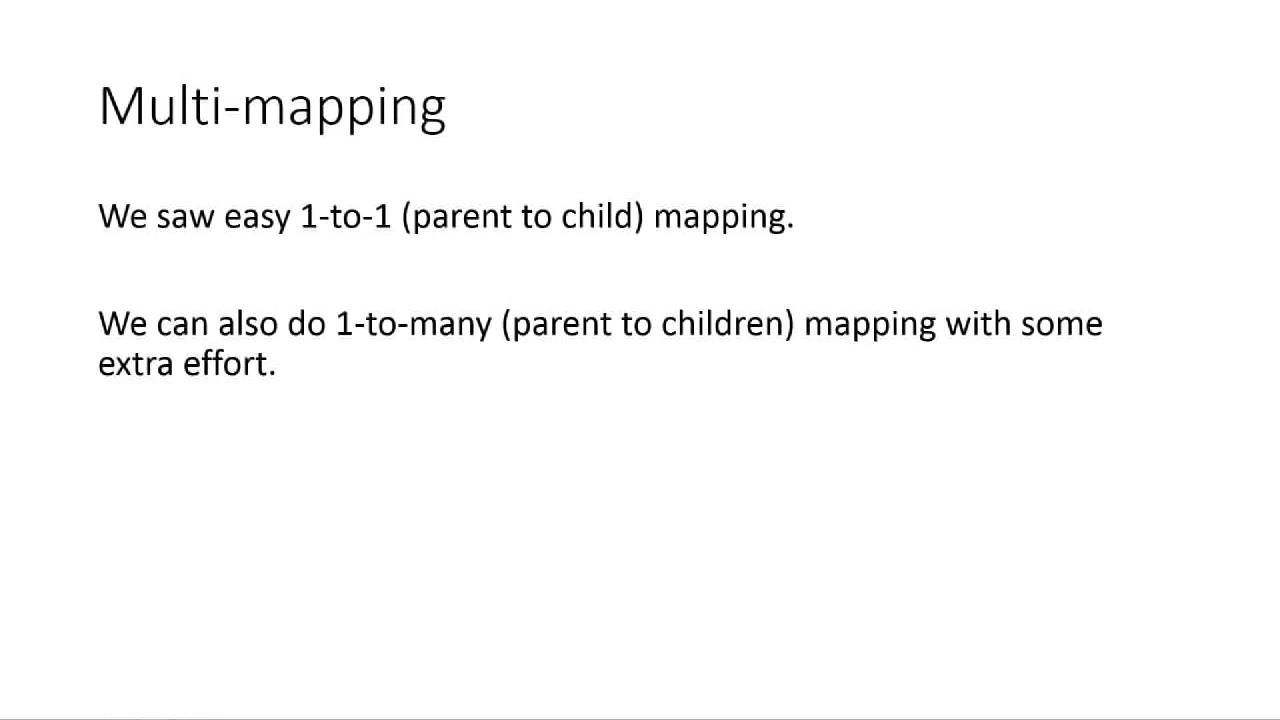 Multi-mapping
We saw easy 1-to-1 (parent to child) mapping.
We can also do 1-to-many (parent to children) mapping with some
extra effort.